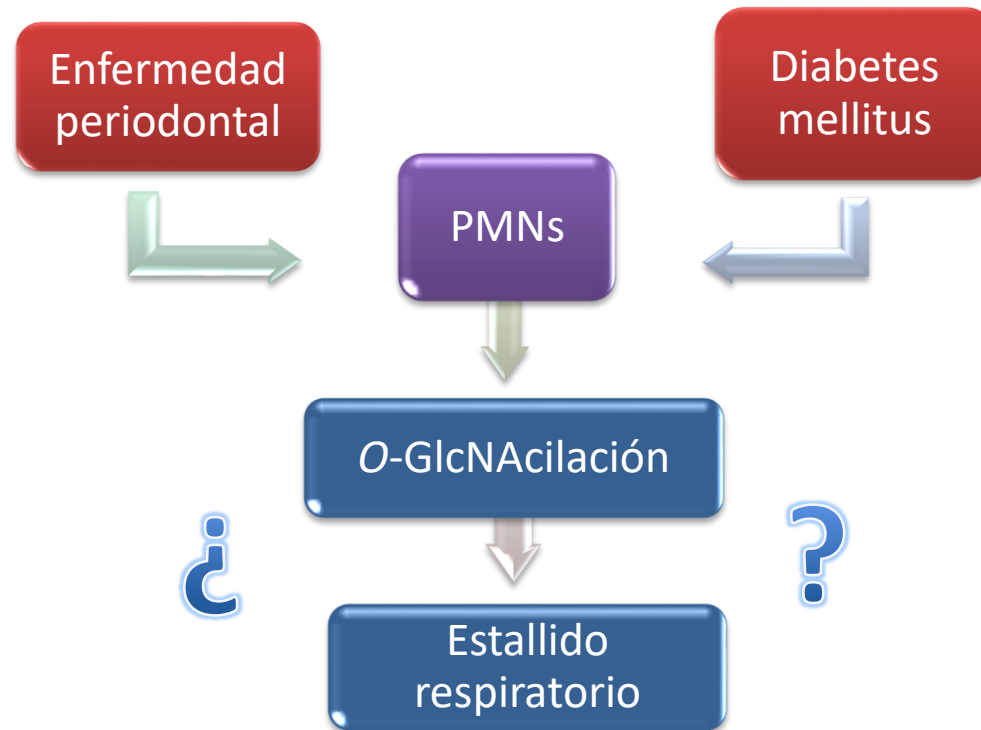 Enfermedad
periodontal
Diabetes
mellitus
PMNs
O-GlcNAcilación
¿
?
Estallido
respiratorio